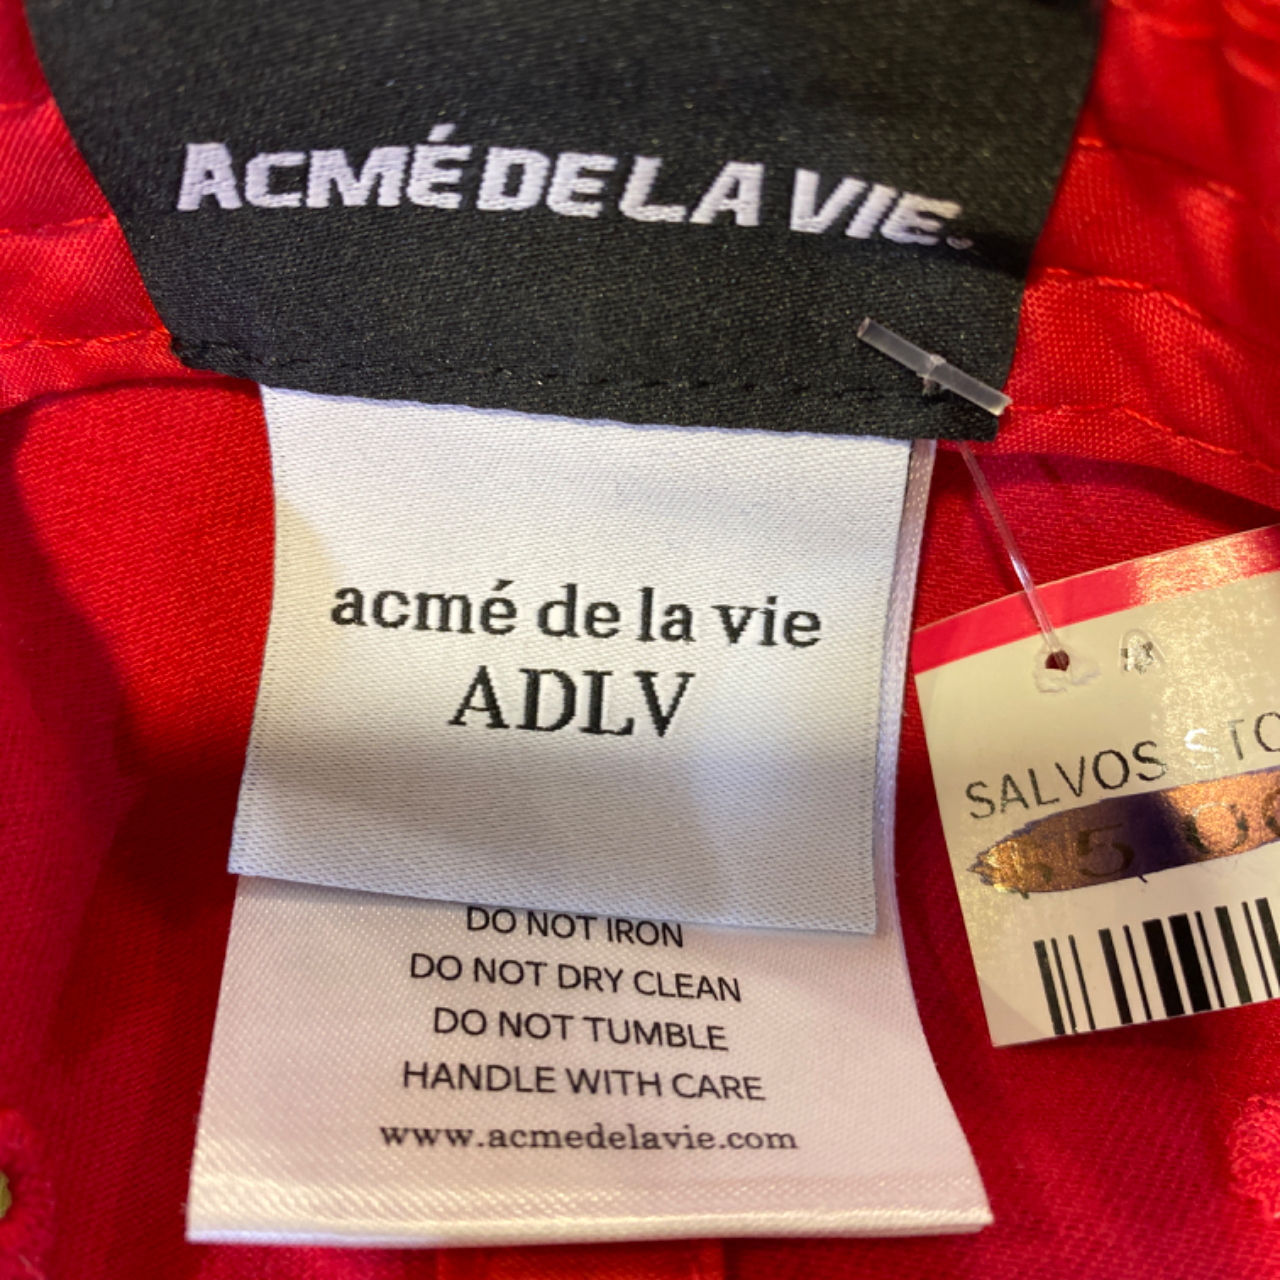 ACMÉ DE LA VIE.
acmé de la vie
ADLV
DO NOT IRON
DO NOT DRY CLEAN
DO NOT TUMBLE
HANDLE WITH CARE
www.acmedelavie.com
SALVOS